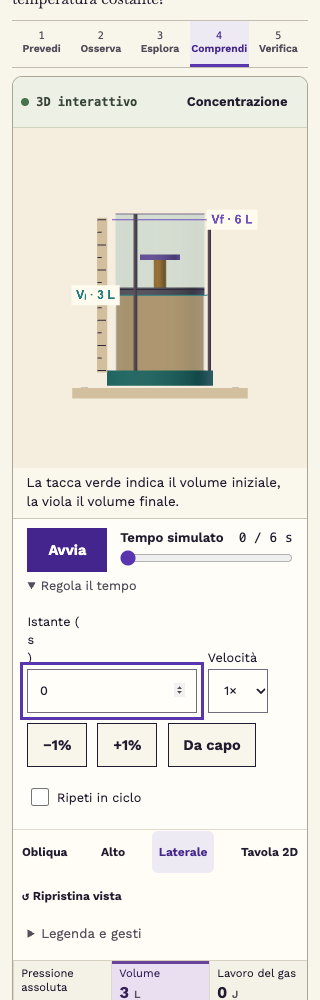 temperatura costante?
1
Prevedi
2
Osserva
3
Esplora
4
Comprendi
5
Verifica
3D interattivo
Concentrazione
Vf · 6 L
Vᵢ · 3 L
La tacca verde indica il volume iniziale,
la viola il volume finale.
Avvia
Tempo simulato 0 / 6 s
▼ Regola il tempo
Istante (
s
)
Velocità
0
1×
−1%
+1%
Da capo
Ripeti in ciclo
Obliqua
Alto
Laterale
Tavola 2D
↺ Ripristina vista
▶ Legenda e gesti
Pressione
assoluta
Volume
3 L
Lavoro del gas
0 J